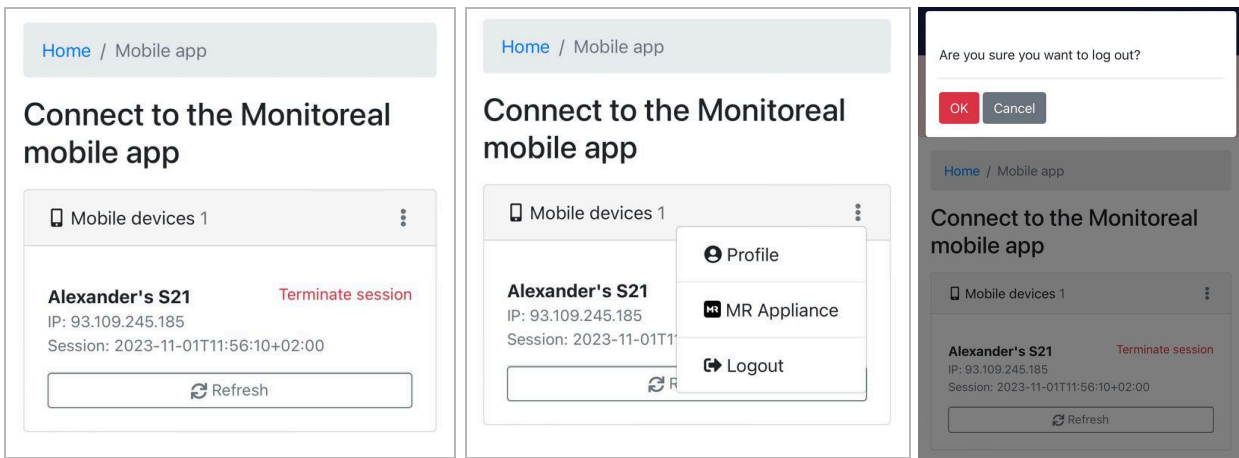 Home / Mobile app
Connect to the Monitoreal
mobile app
Mobile devices 1
Alexander's S21
Terminate session
IP: 93.109.245.185
Session: 2023-11-01T11:56:10+02:00
Refresh
Home / Mobile app
Connect to the Monitoreal
mobile app
Mobile devices 1
Profile
MR Appliance
Logout
Alexander's S21
IP: 93.109.245.185
Session: 2023-11-01T11
R
Are you sure you want to log out?
OK Cancel
Home / Mobile app
Connect to the Monitoreal
mobile app
Mobile devices 1
Alexander's S21
Terminate session
IP: 93.109.245.185
Session: 2023-11-01T11:56:10+02:00
Refresh